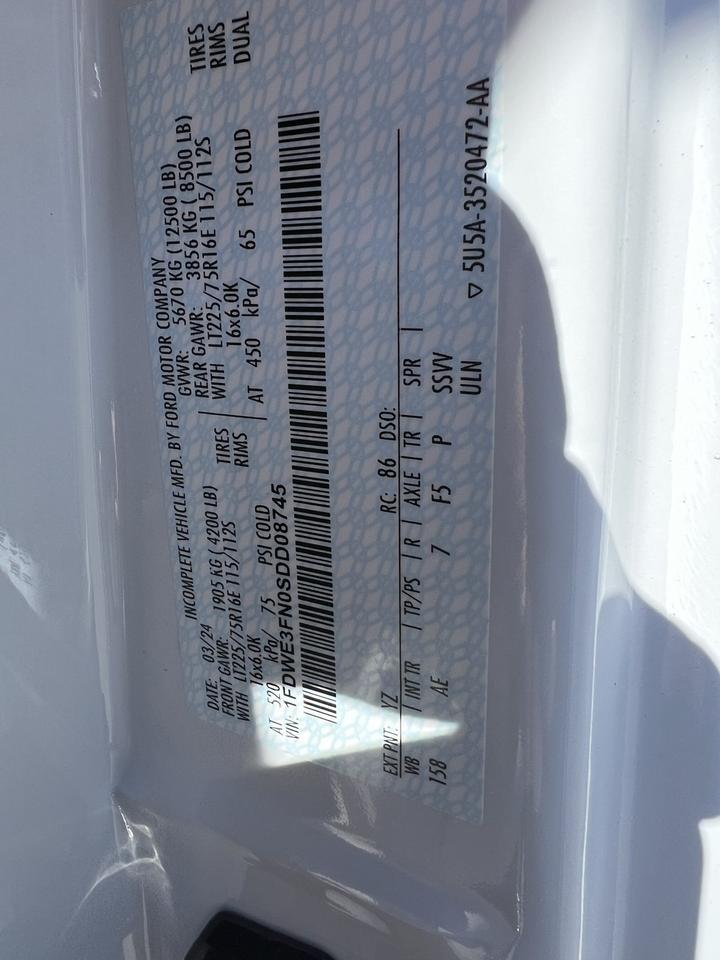 INCOMPLETE VEHICLE MFD. BY FORD MOTOR COMPANY
DATE: 03/24 GVWR: 5670 KG (12500 LB)
FRONT GAWR: 1905 KG ( 4200 LB) REAR GAWR: 3856 KG ( 8500 LB)
WITH LT225/75R16E 115/112S TIRES WITH LT225/75R16E 115/112S TIRES
16x6.0K RIMS 16x6.0K RIMS
AT 520 kPa/ 75 PSI COLD AT 450 kPa/ 65 PSI COLD DUAL
VIN: 1FDWE3FN0SDD08745
EXT PNT: YZ RC: 86 DSO:
WB | INT TR | TP/PS | R | AXLE | TR | SPR |
158 AE 7 F5 P SSVV
ULN
▽ 5U5A-3520472-AA